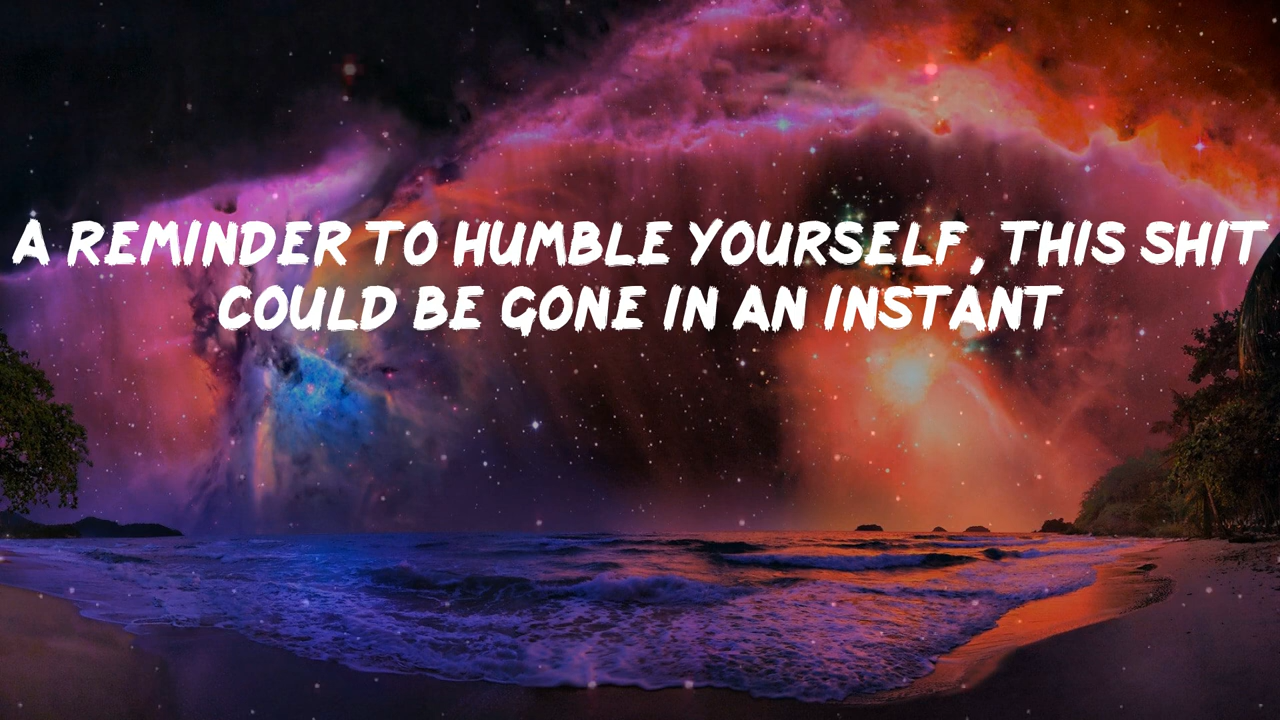 A REMINDER TO HUMBLE YOURSELF, THIS SHIT
COULD BE GONE IN AN INSTANT